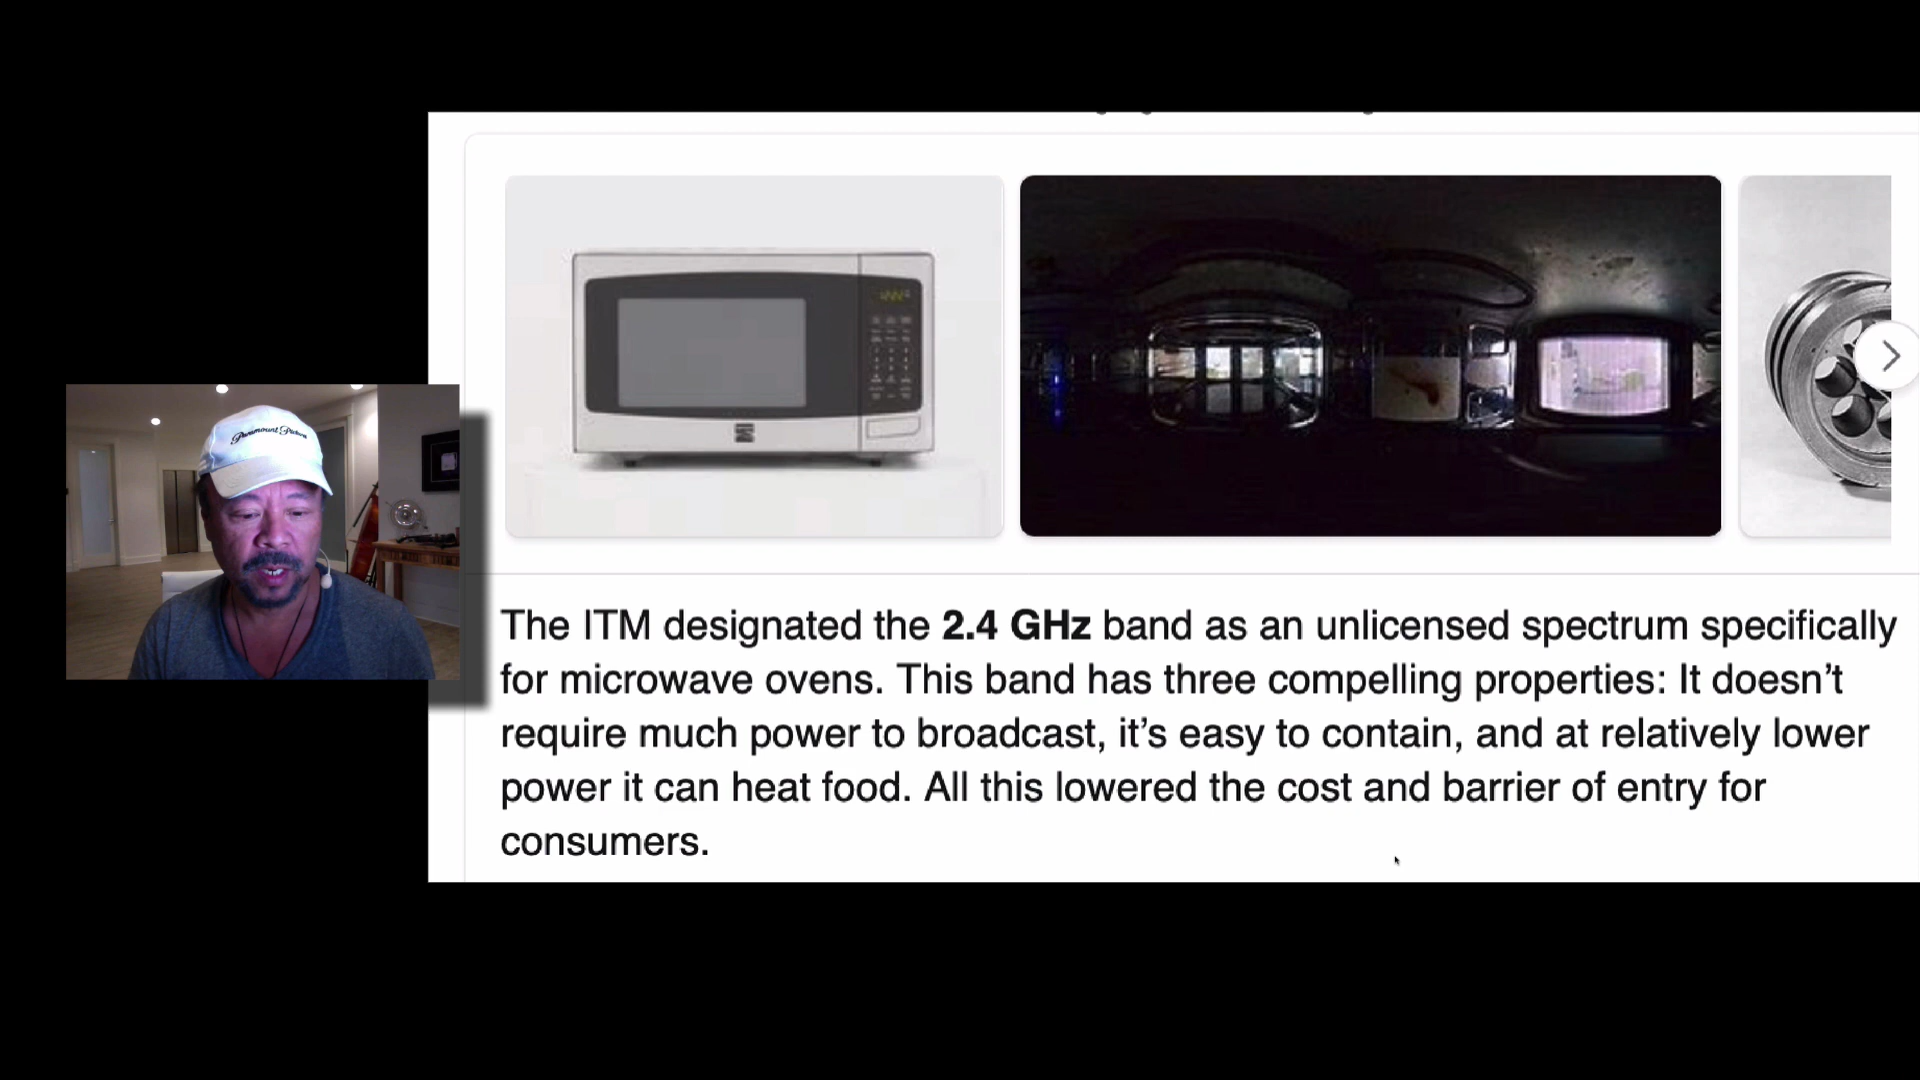 Paramount Pictures
The ITM designated the 2.4 GHz band as an unlicensed spectrum specifically
for microwave ovens. This band has three compelling properties: It doesn’t
require much power to broadcast, it’s easy to contain, and at relatively lower
power it can heat food. All this lowered the cost and barrier of entry for
consumers.